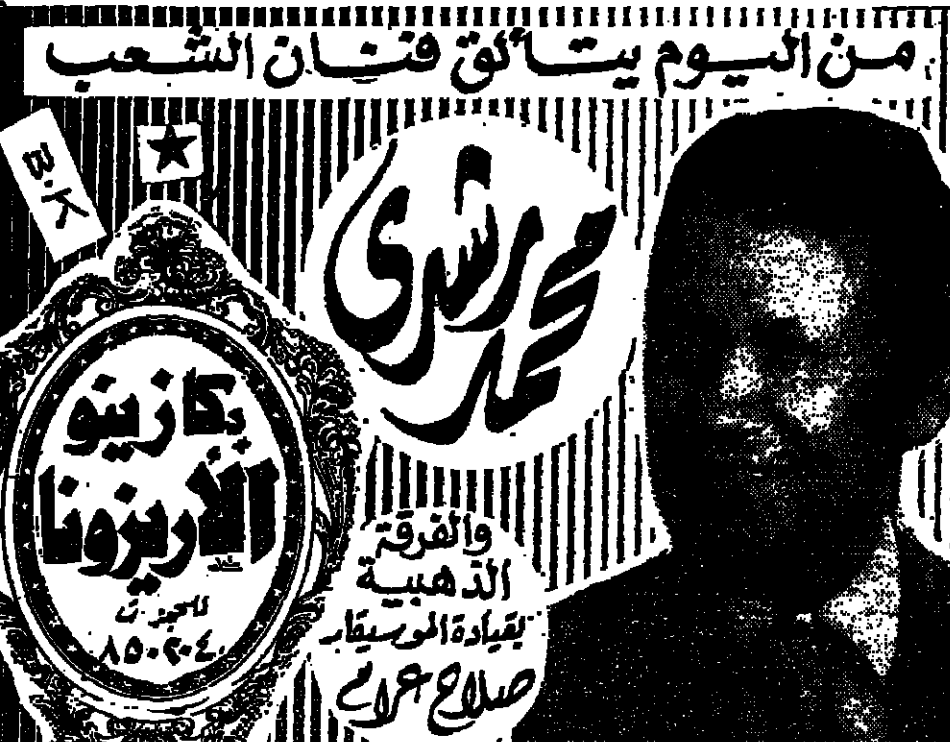 من اليوم يتألق فنان الشعب
B.K
محمد رشدي
كازينو
الأريزونا
للحجز ت
٨٥٠٢٠٤
والفرقة
الذهبية
بقيادة الموسيقار
صلاح عرام